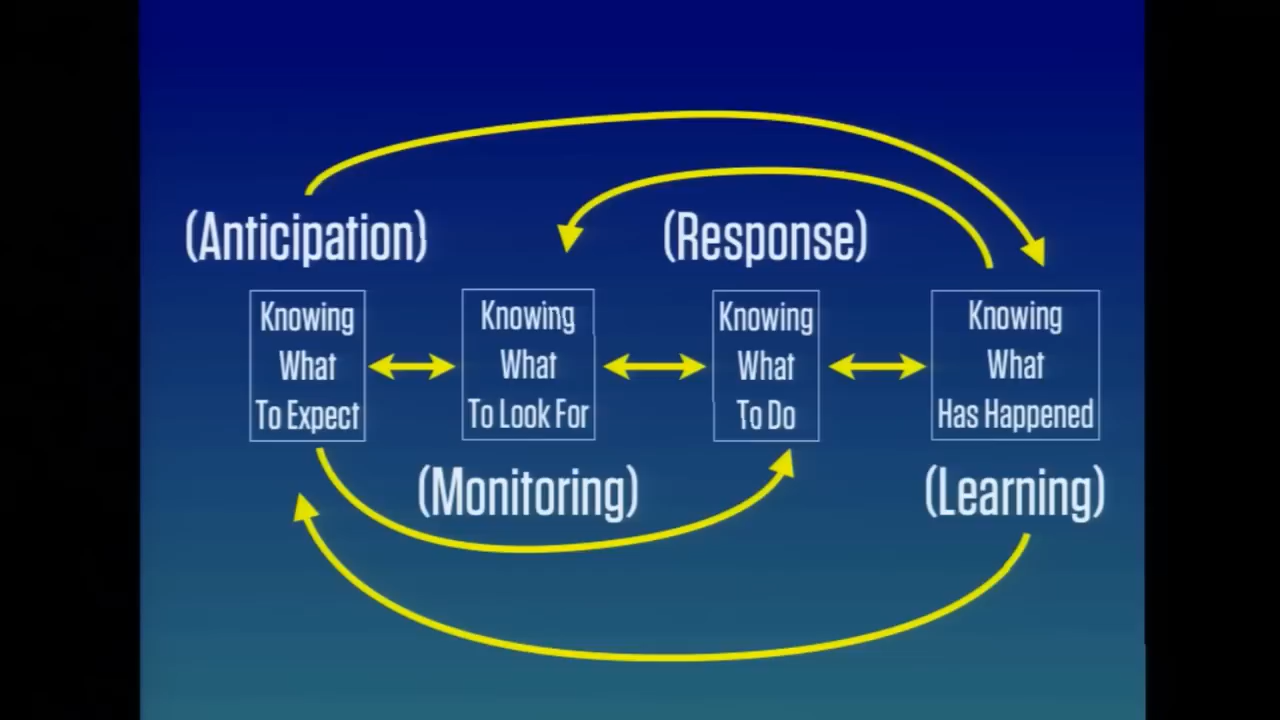 (Anticipation)
(Response)
Knowing
What
To Expect
Knowing
What
To Look For
Knowing
What
To Do
Knowing
What
Has Happened
(Monitoring)
(Learning)